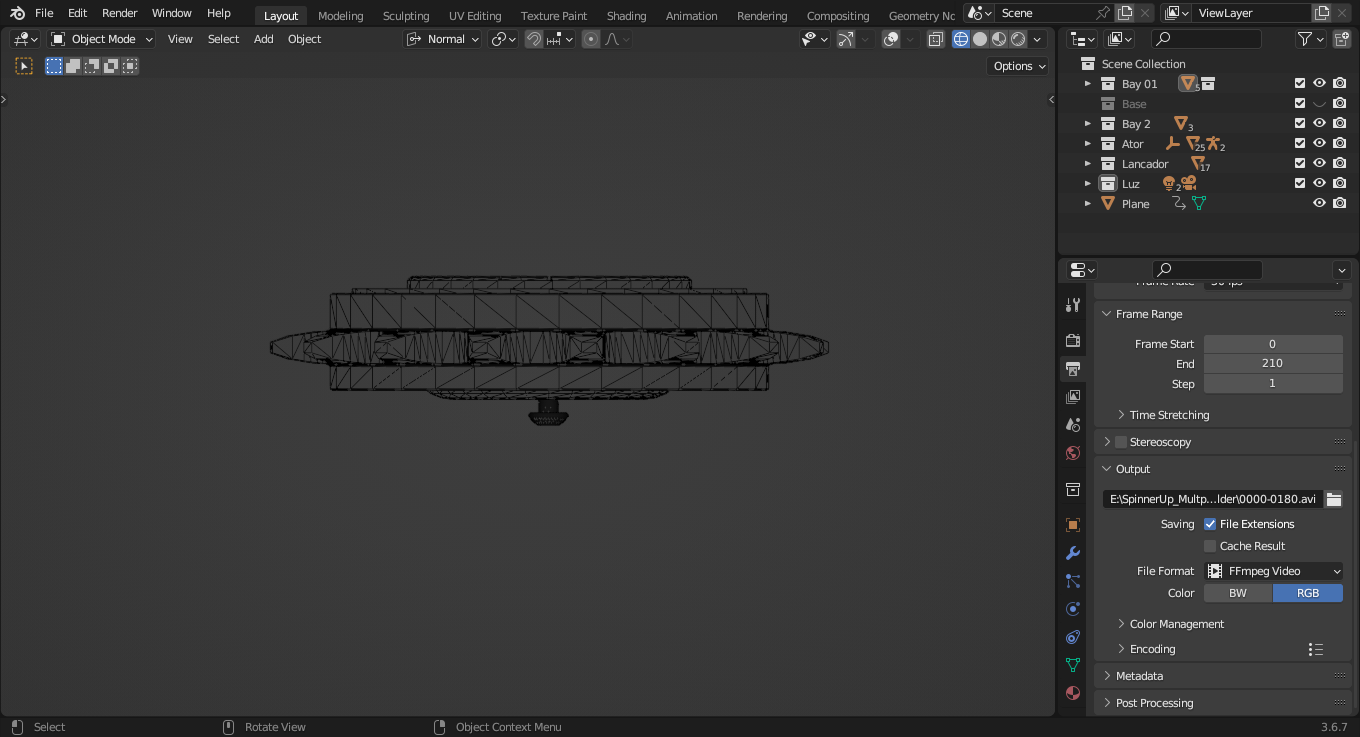 File Edit Render Window Help Layout Modeling Sculpting UV Editing Texture Paint Shading Animation Rendering Compositing Geometry Nc Scene ViewLayer
Object Mode View Select Add Object Normal
Options
Scene Collection
Bay 01 5
Base
Bay 2 3
Ator 25 2
Lancador 17
Luz 2
Plane
Frame Range
Frame Start 0
End 210
Step 1
Time Stretching
Stereoscopy
Output
E:\SpinnerUp_Multp...lder\0000-0180.avi
Saving File Extensions
Cache Result
File Format FFmpeg Video
Color BW RGB
Color Management
Encoding
Metadata
Post Processing
Select Rotate View Object Context Menu 3.6.7